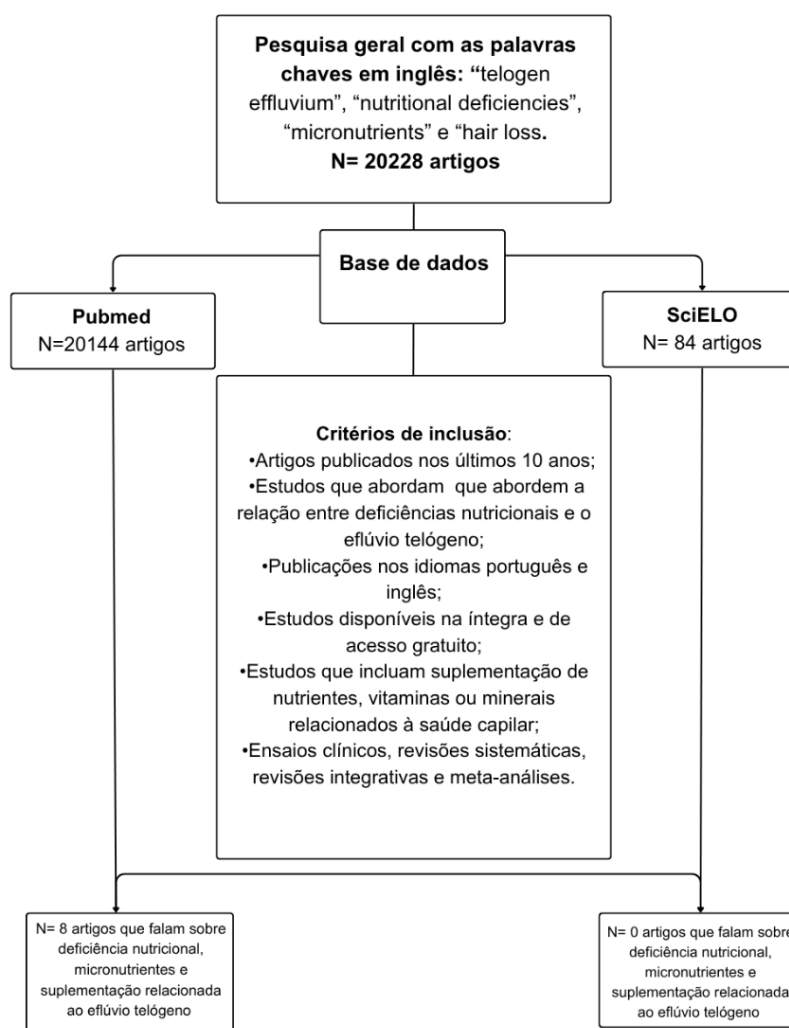 Pesquisa geral com as palavras
chaves em inglês: “telogen
effluvium”, “nutritional deficiencies”,
“micronutrients” e “hair loss.
N= 20228 artigos
Base de dados
Pubmed
N=20144 artigos
SciELO
N= 84 artigos
Critérios de inclusão:
•Artigos publicados nos últimos 10 anos;
•Estudos que abordam que abordem a
relação entre deficiências nutricionais e o
eflúvio telógeno;
•Publicações nos idiomas português e
inglês;
•Estudos disponíveis na íntegra e de
acesso gratuito;
•Estudos que incluam suplementação de
nutrientes, vitaminas ou minerais
relacionados à saúde capilar;
•Ensaios clínicos, revisões sistemáticas,
revisões integrativas e meta-análises.
N= 8 artigos que falam sobre
deficiência nutricional,
micronutrientes e
suplementação relacionada
ao eflúvio telógeno
N= 0 artigos que falam sobre
deficiência nutricional,
micronutrientes e
suplementação relacionada
ao eflúvio telógeno